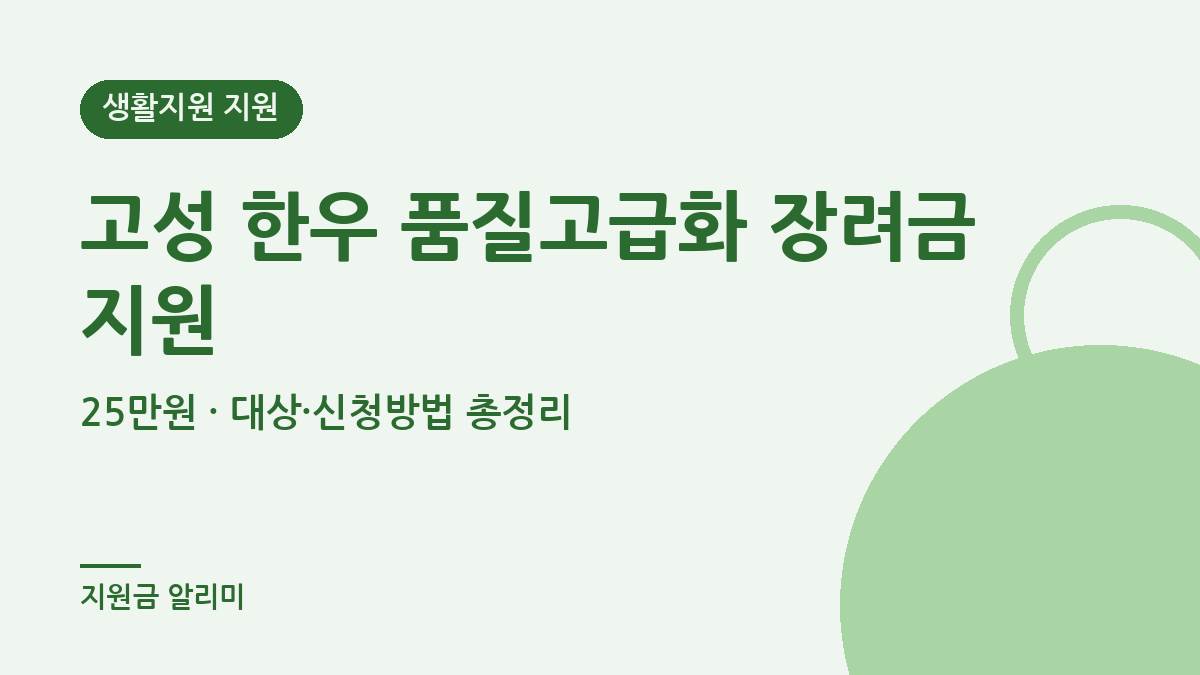 생활지원 지원
고성 한우 품질고급화 장려금
지원
25만원 · 대상·신청방법 총정리
지원금 알리미